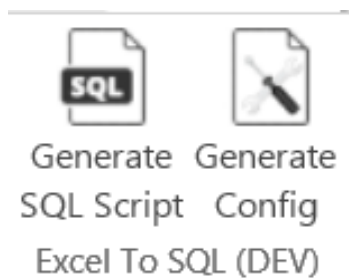 SQL
Generate Generate
SQL Script Config
Excel To SQL (DEV)